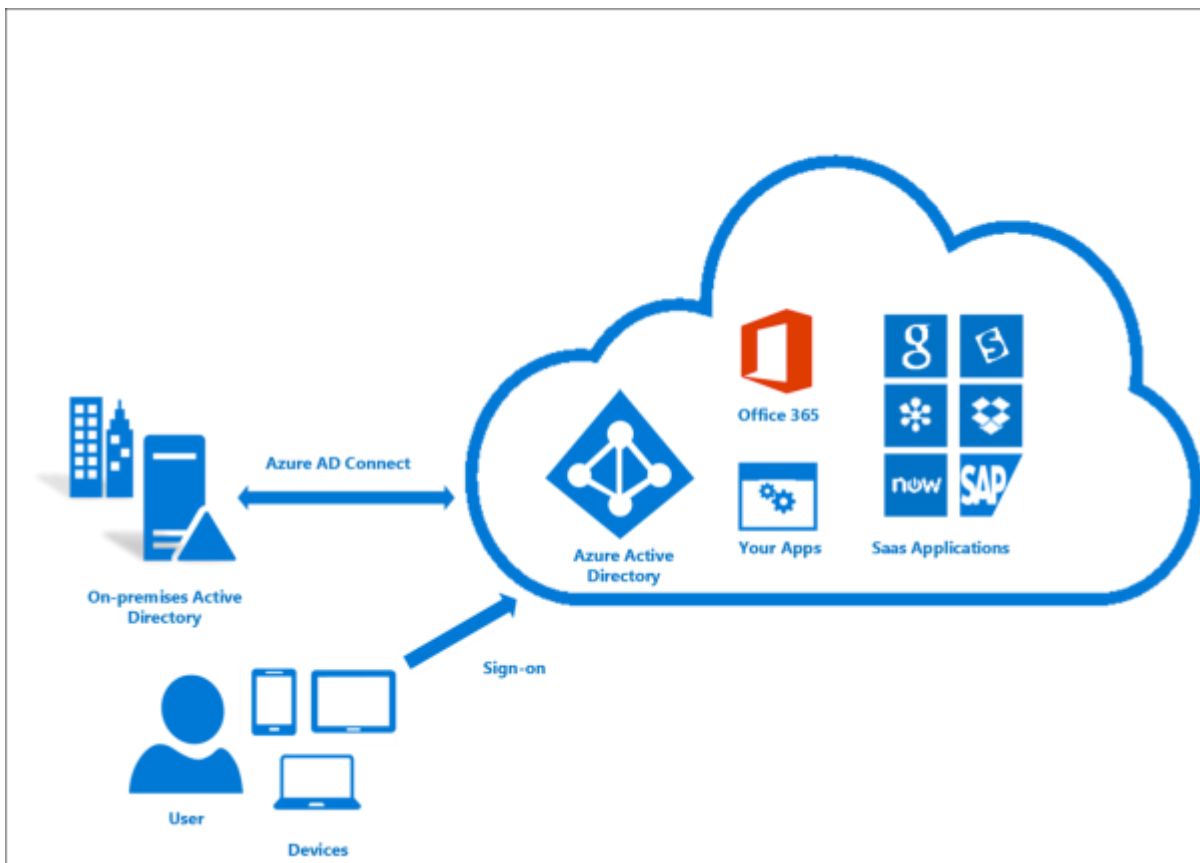 Office 365
g
S
Azure AD Connect
now
SAP
Azure Active
Directory
Your Apps
Saas Applications
On-premises Active
Directory
Sign-on
User
Devices